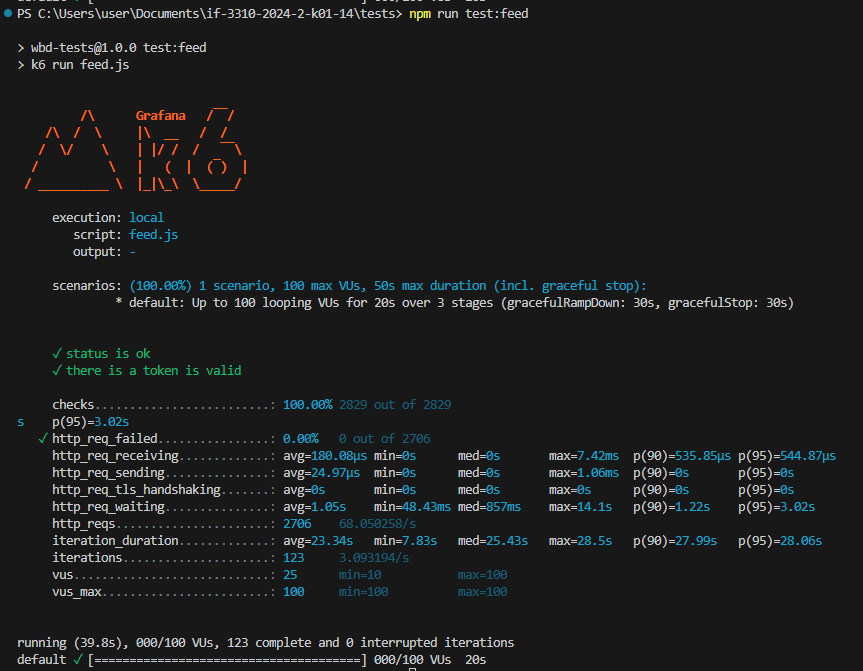 PS C:\Users\user\Documents\if-3310-2024-2-k01-14\tests> npm run test:feed
> wbd-tests@1.0.0 test:feed
> k6 run feed.js
Grafana
execution: local
script: feed.js
output: -
scenarios: (100.00%) 1 scenario, 100 max VUs, 50s max duration (incl. graceful stop):
* default: Up to 100 looping VUs for 20s over 3 stages (gracefulRampDown: 30s, gracefulStop: 30s)
✓ status is ok
✓ there is a token is valid
checks.........................: 100.00% 2829 out of 2829
s p(95)=3.02s
✓ http_req_failed................: 0.00% 0 out of 2706
http_req_receiving.............: avg=180.08µs min=0s med=0s max=7.42ms p(90)=535.85µs p(95)=544.87µs
http_req_sending...............: avg=24.97µs min=0s med=0s max=1.06ms p(90)=0s p(95)=0s
http_req_tls_handshaking.......: avg=0s min=0s med=0s max=0s p(90)=0s p(95)=0s
http_req_waiting...............: avg=1.05s min=48.43ms med=857ms max=14.1s p(90)=1.22s p(95)=3.02s
http_reqs......................: 2706 68.050258/s
iteration_duration.............: avg=23.34s min=7.83s med=25.43s max=28.5s p(90)=27.99s p(95)=28.06s
iterations.....................: 123 3.093194/s
vus............................: 25 min=10 max=100
vus_max........................: 100 min=100 max=100
running (39.8s), 000/100 VUs, 123 complete and 0 interrupted iterations
default ✓ [======================================] 000/100 VUs 20s